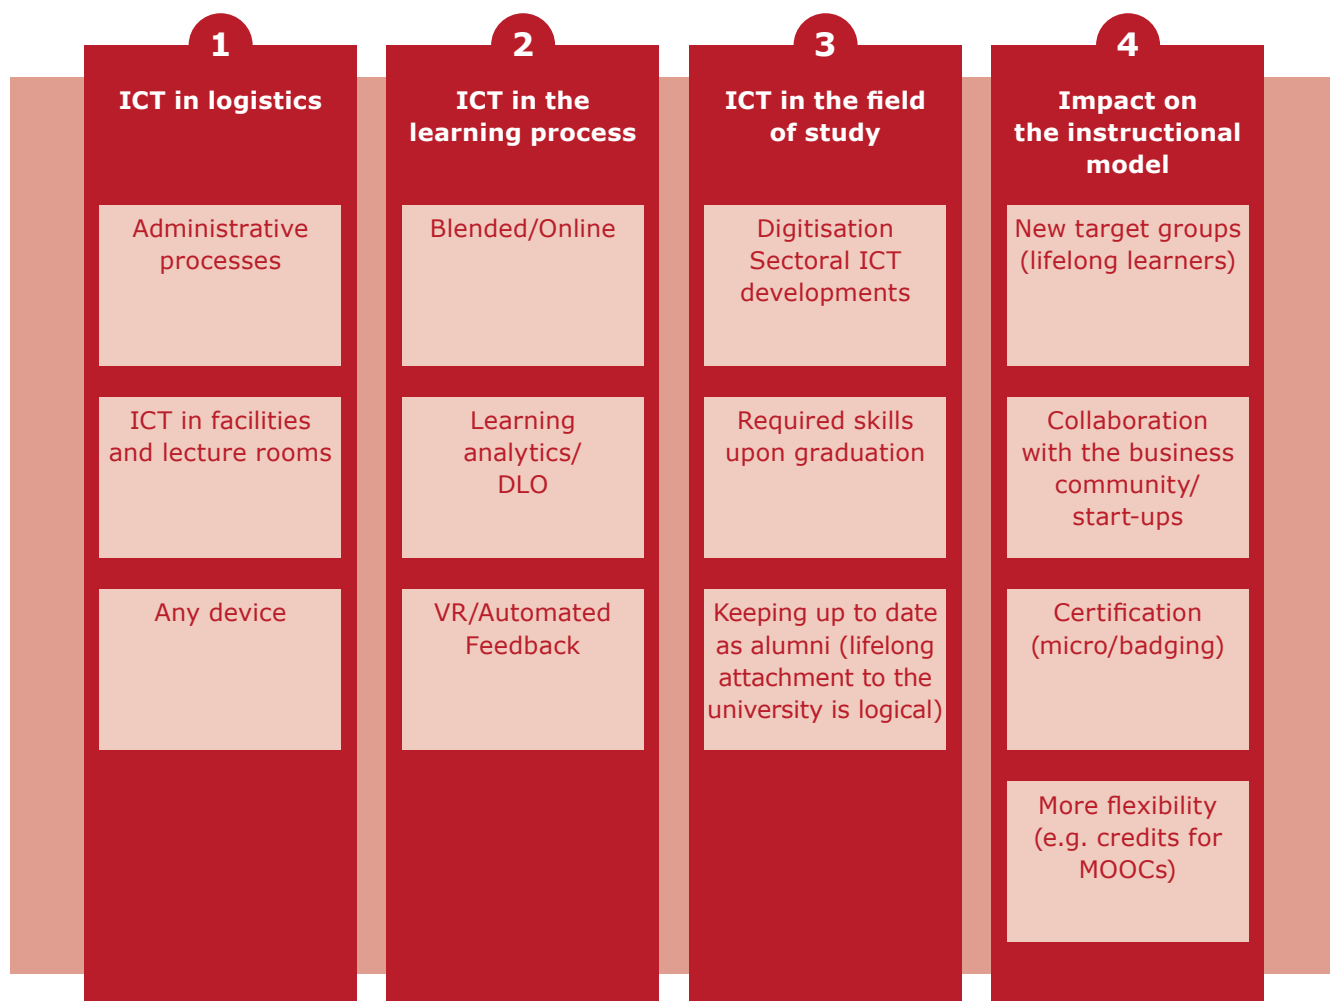 1
ICT in logistics
Administrative
processes
ICT in facilities
and lecture rooms
Any device
2
ICT in the
learning process
Blended/Online
Learning
analytics/
DLO
VR/Automated
Feedback
3
ICT in the field
of study
Digitisation
Sectoral ICT
developments
Required skills
upon graduation
Keeping up to date
as alumni (lifelong
attachment to the
university is logical)
4
Impact on
the instructional
model
New target groups
(lifelong learners)
Collaboration
with the business
community/
start-ups
Certification
(micro/badging)
More flexibility
(e.g. credits for
MOOCs)